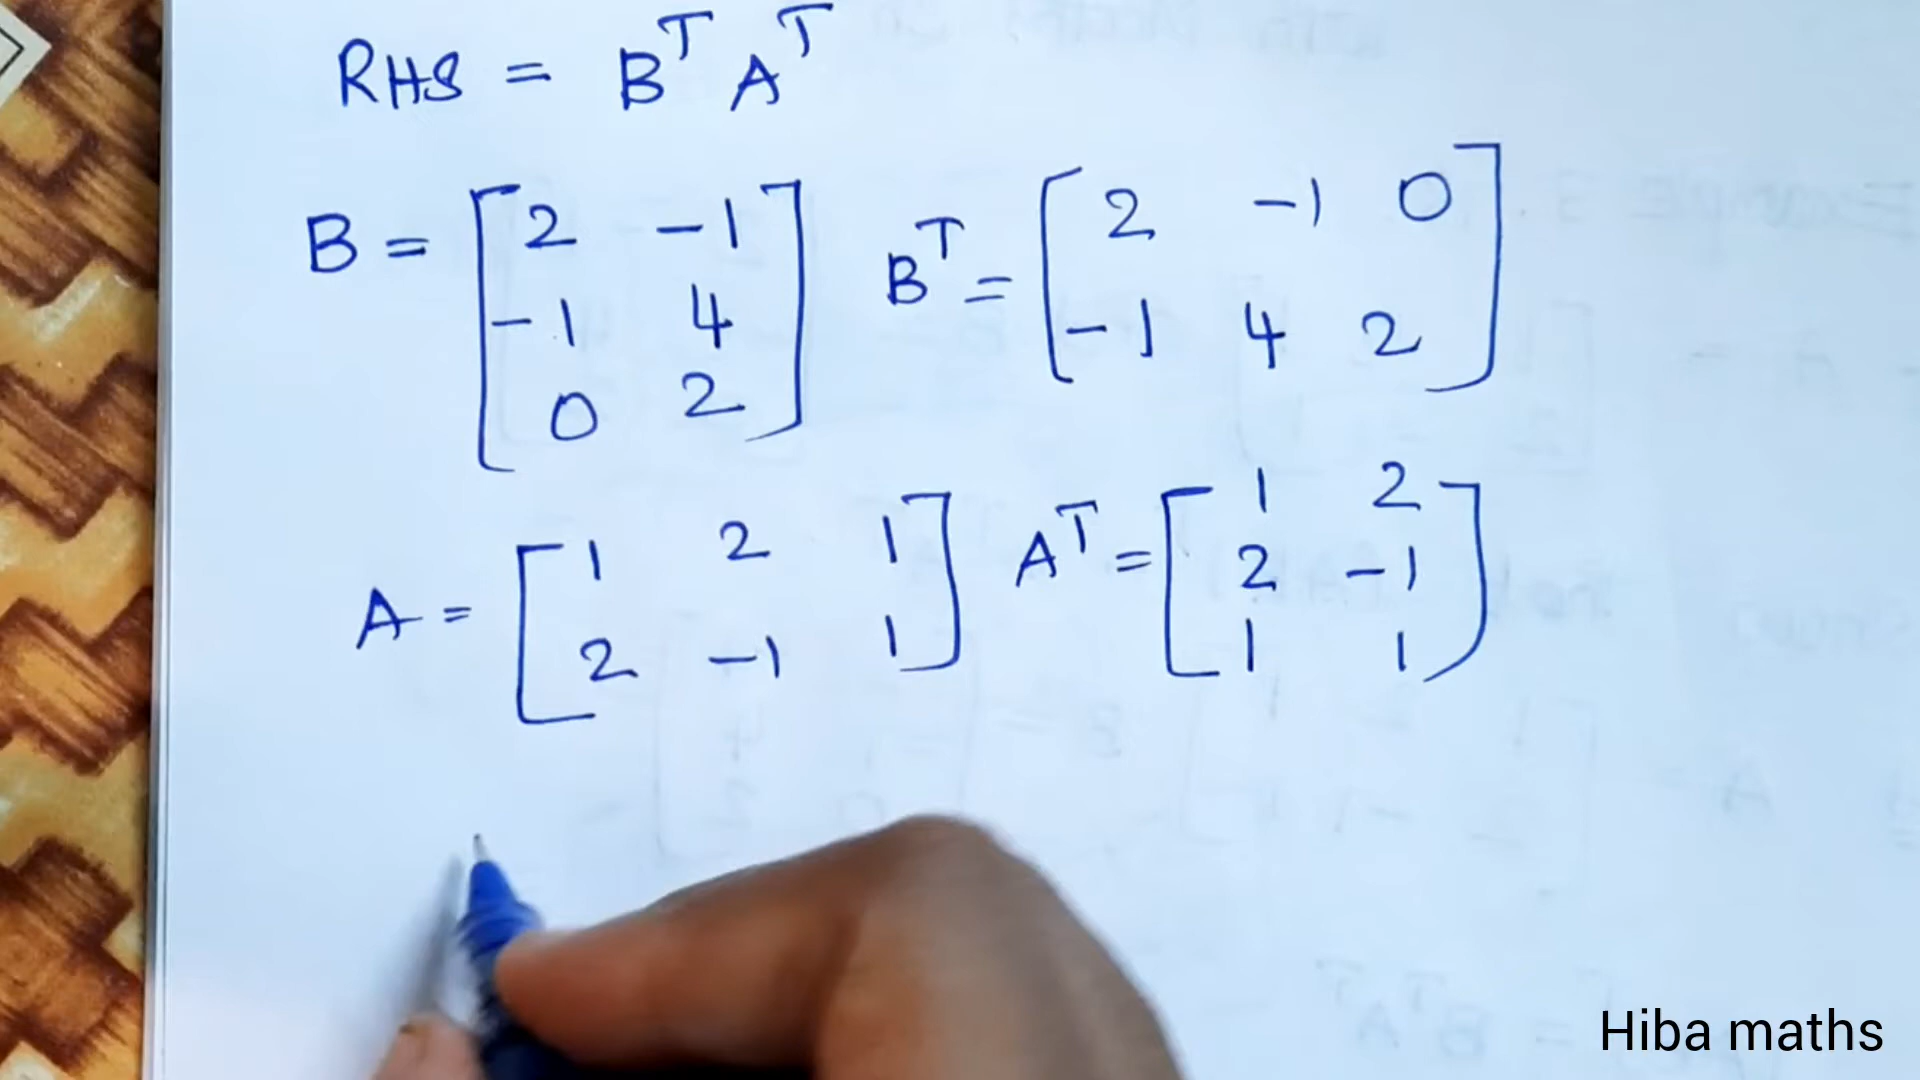 RHS = B^T A^T
B = [2 -1
-1 4
0 2] B^T = [2 -1 0
-1 4 2]
A = [1 2 1
2 -1 1] A^T = [1 2
2 -1
1 1]
Hiba maths